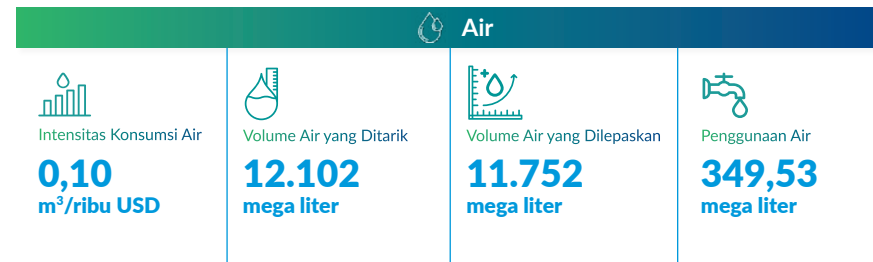 Air
Intensitas Konsumsi Air
0,10
m³/ribu USD
Volume Air yang Ditarik
12.102
mega liter
Volume Air yang Dilepaskan
11.752
mega liter
Penggunaan Air
349,53
mega liter